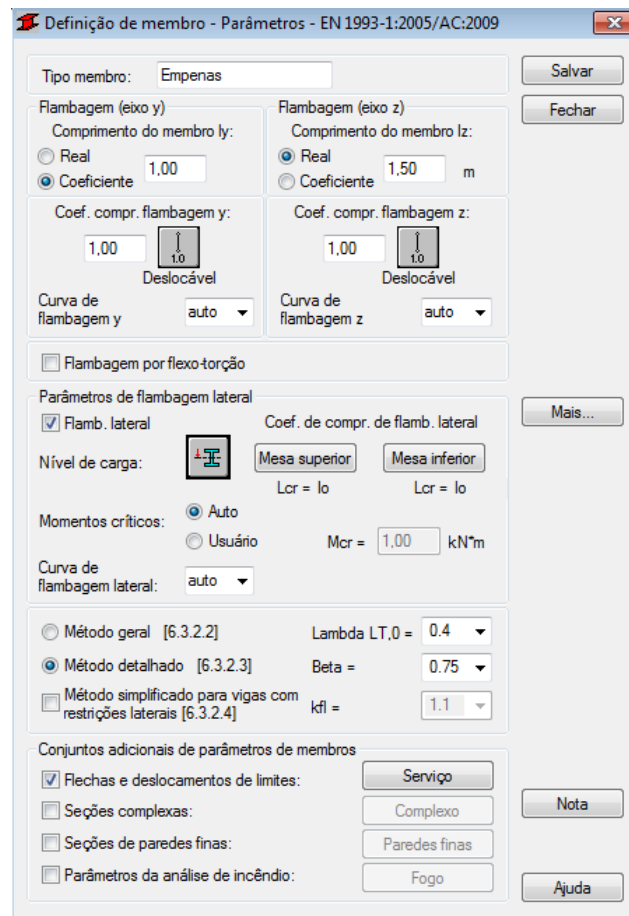 Definição de membro - Parâmetros - EN 1993-1:2005/AC:2009
Tipo membro: Empenas
Salvar
Fechar
Flambagem (eixo y)
Comprimento do membro ly:
Real
Coeficiente
1,00
Flambagem (eixo z)
Comprimento do membro lz:
Real
Coeficiente
1,50 m
Coef. compr. flambagem y:
1,00 1.0
Deslocável
Curva de
flambagem y auto
Coef. compr. flambagem z:
1,00 1.0
Deslocável
Curva de
flambagem z auto
Flambagem por flexo-torção
Parâmetros de flambagem lateral
Mais...
Flamb. lateral Coef. de compr. de flamb. lateral
Nível de carga: Mesa superior Mesa inferior
Lcr = lo Lcr = lo
Momentos críticos:
Auto
Usuário Mcr = 1,00 kN*m
Curva de
flambagem lateral: auto
Método geral [6.3.2.2] Lambda LT,0 = 0.4
Método detalhado [6.3.2.3] Beta = 0.75
Método simplificado para vigas com
restrições laterais [6.3.2.4] kfl = 1.1
Conjuntos adicionais de parâmetros de membros
Flechas e deslocamentos de limites: Serviço
Seções complexas: Complexo
Nota
Seções de paredes finas: Paredes finas
Parâmetros da análise de incêndio: Fogo
Ajuda